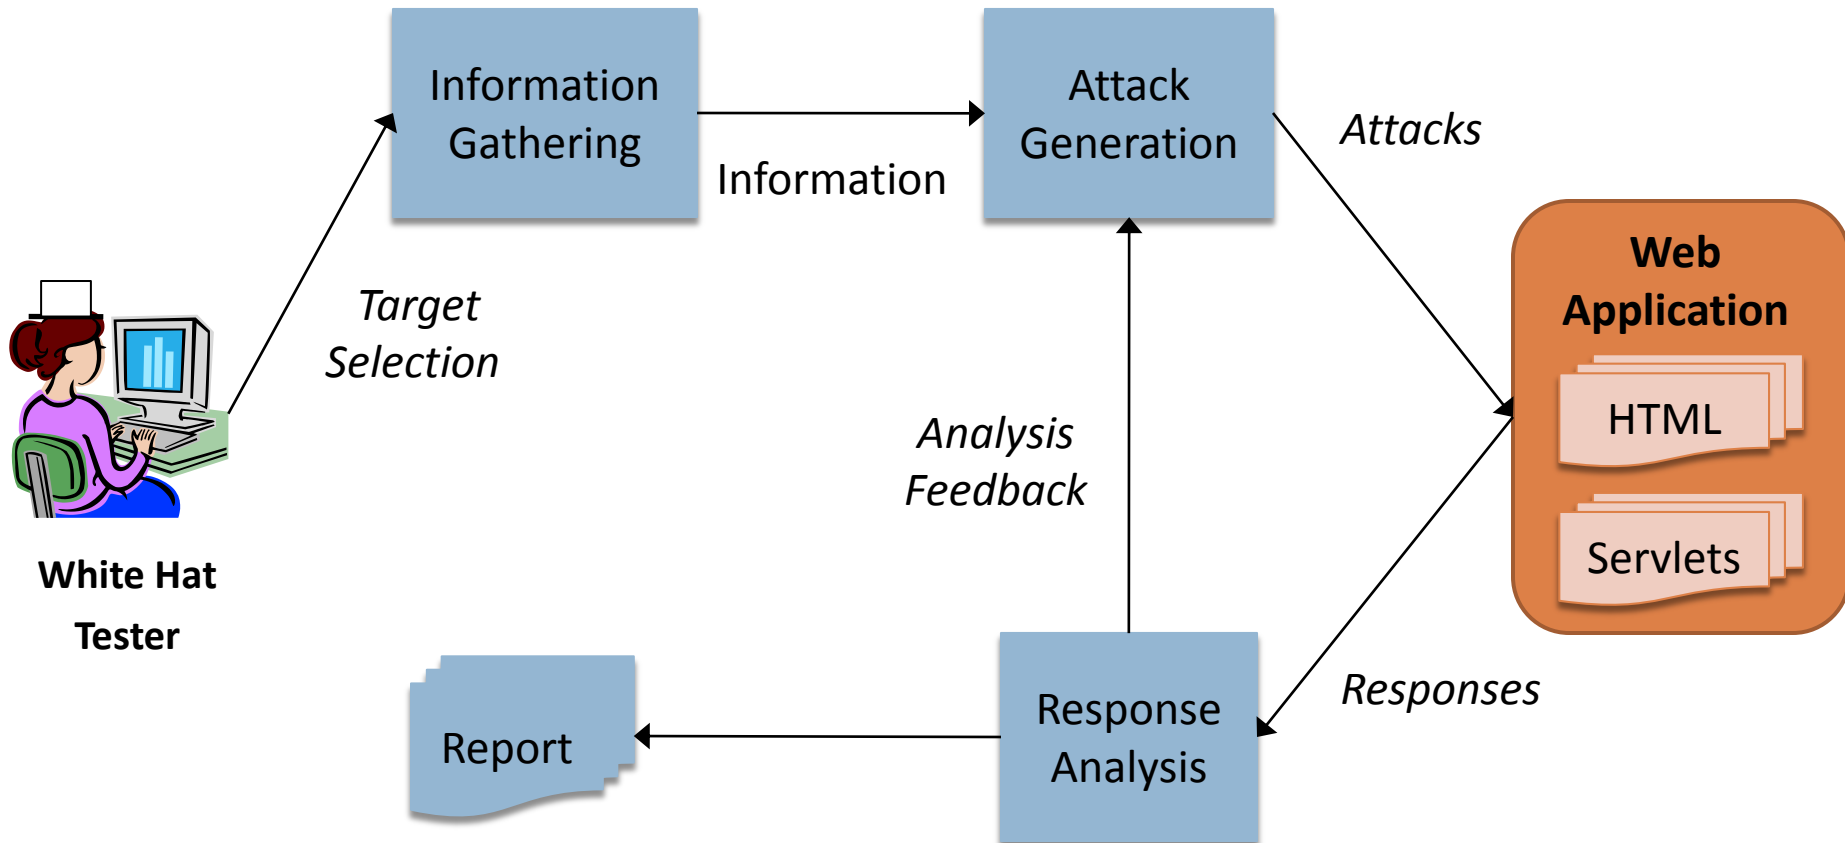 Information
Gathering
Information
Attack
Generation
Attacks
Target
Selection
White Hat
Tester
Analysis
Feedback
Web
Application
HTML
Servlets
Responses
Response
Analysis
Report